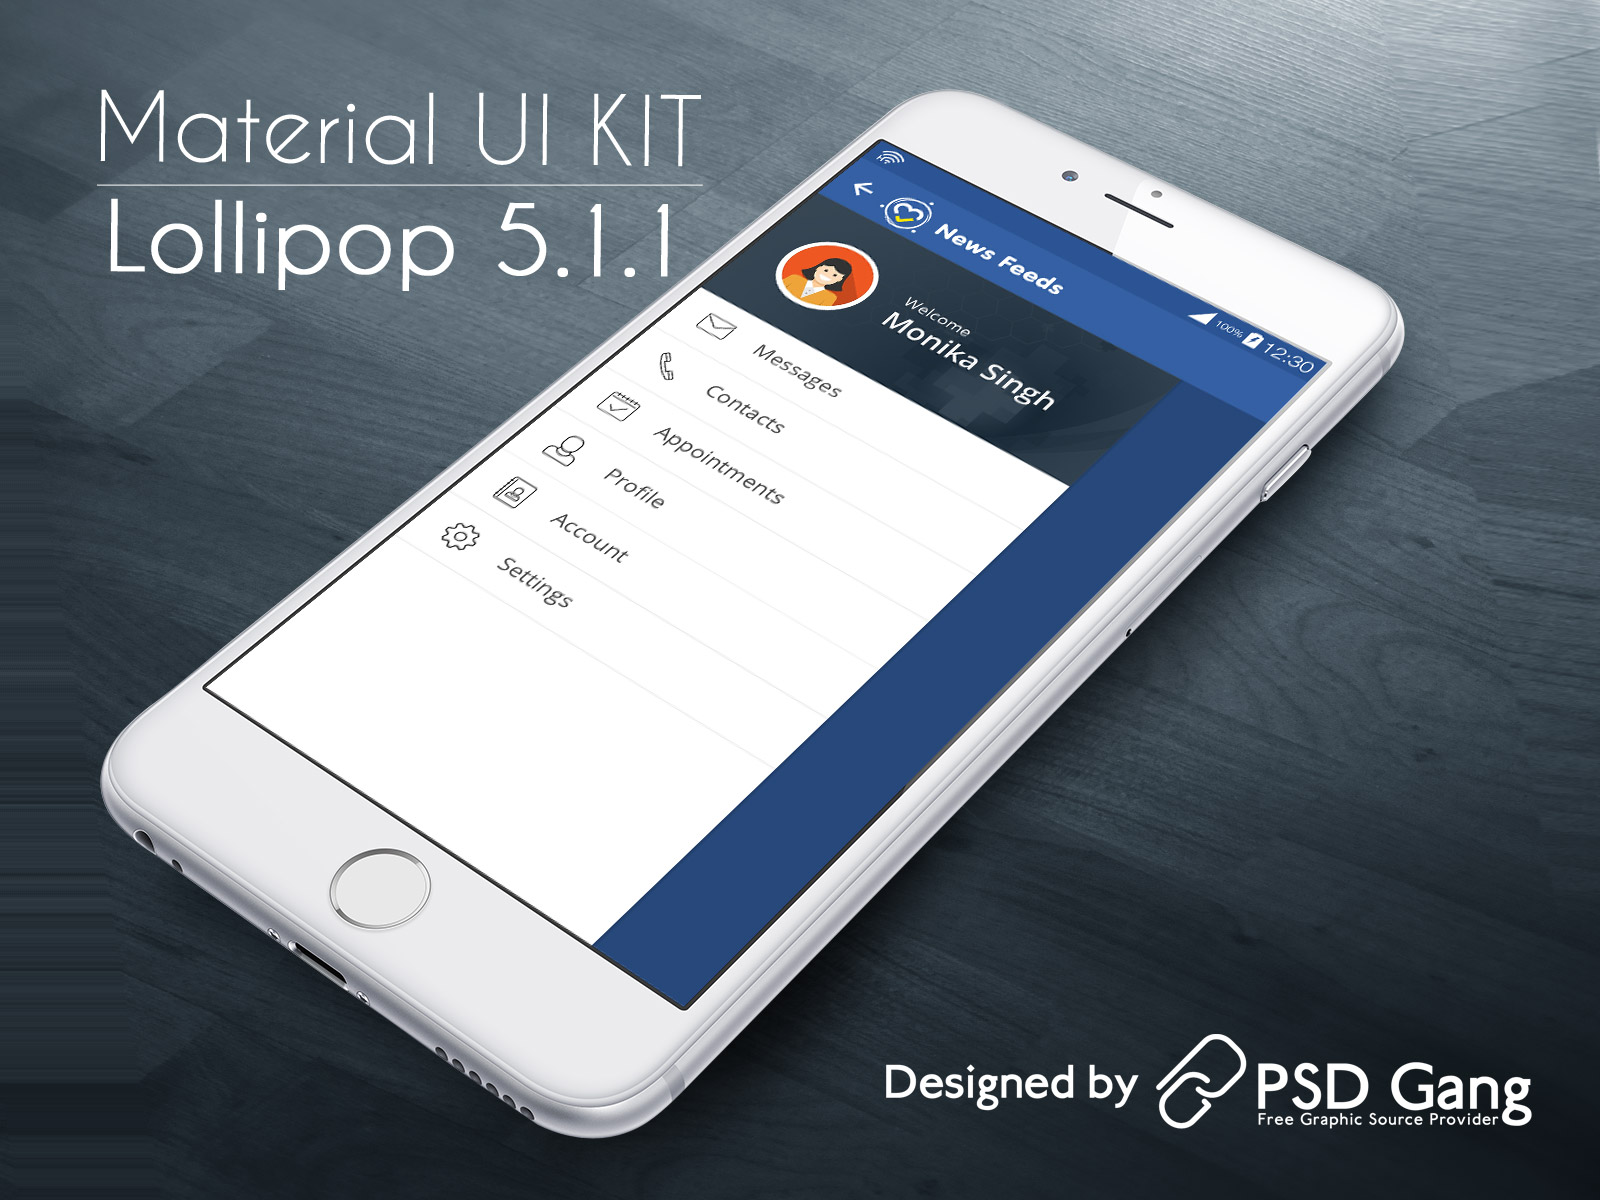 Material UI KIT
Lollipop 5.1.1
100% 12:30
News Feeds
Welcome
Monika Singh
Messages
Contacts
Appointments
Profile
Account
Settings
Designed by PSD Gang
Free Graphic Source Provider